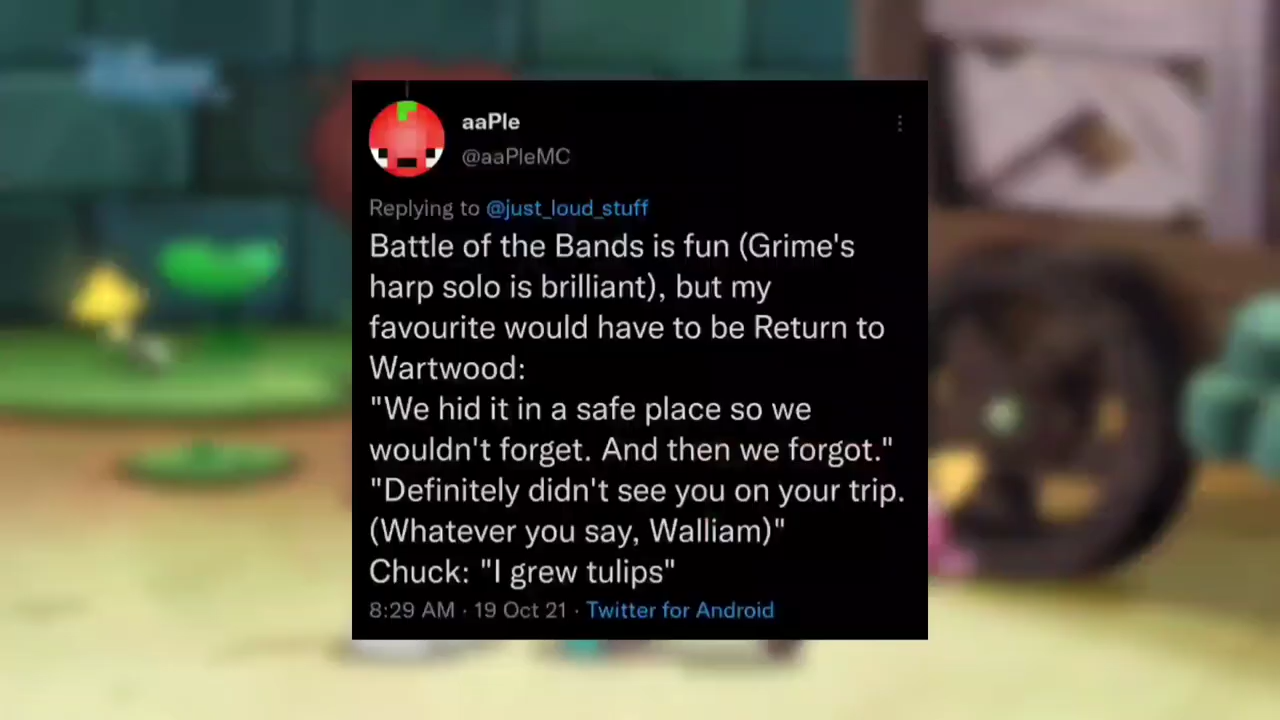 aaPle
@aaPleMC
Replying to @just_loud_stuff
Battle of the Bands is fun (Grime's
harp solo is brilliant), but my
favourite would have to be Return to
Wartwood:
"We hid it in a safe place so we
wouldn't forget. And then we forgot."
"Definitely didn't see you on your trip.
(Whatever you say, Walliam)"
Chuck: "I grew tulips"
8:29 AM · 19 Oct 21 · Twitter for Android